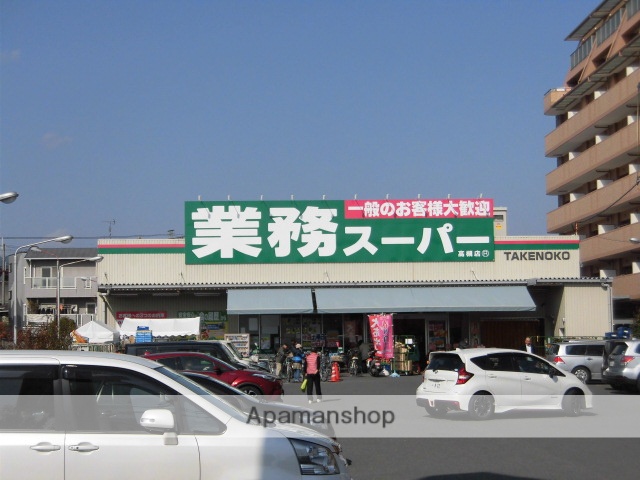 一般のお客様大歓迎
業務スーパー
高槻店
TAKENOKO
Apamanshop